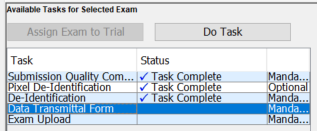 Available Tasks for Selected Exam
Assign Exam to Trial Do Task
Task Status
Submission Quality Com... ✓ Task Complete Manda...
Pixel De-Identification ✓ Task Complete Optional
De-Identification ✓ Task Complete Manda...
Data Transmittal Form Manda...
Exam Upload Manda...